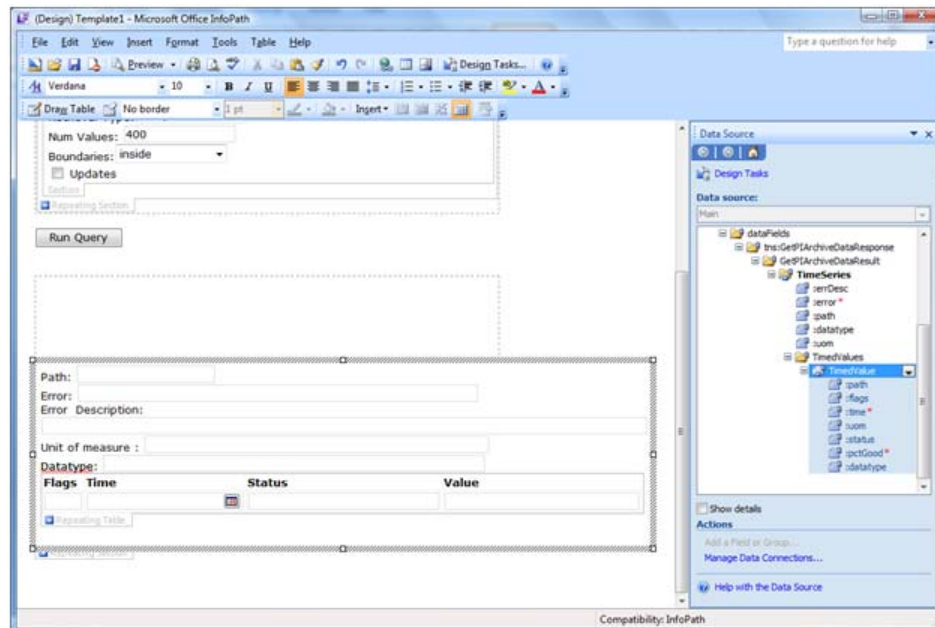 (Design) Template1 - Microsoft Office InfoPath
File Edit View Insert Format Tools Table Help
Type a question for help
Preview
Design Tasks...
Verdana 10 B I U
Draw Table No border 1 pt Insert
Num Values: 400
Boundaries: inside
Updates
Section
Repeating Section
Run Query
Path:
Error:
Error Description:
Unit of measure :
Datatype:
Flags Time Status Value
Repeating Table
Repeating Section
Data Source
Design Tasks
Data source:
Main
dataFields
tns:GetPIArchiveDataResponse
GetPIArchiveDataResult
TimeSeries
:errDesc
:error *
:path
:datatype
:uom
TimedValues
TimedValue
:path
:flags
:time *
:uom
:status
:pctGood *
:datatype
Show details
Actions
Add a Field or Group...
Manage Data Connections...
Help with the Data Source
Compatibility: InfoPath